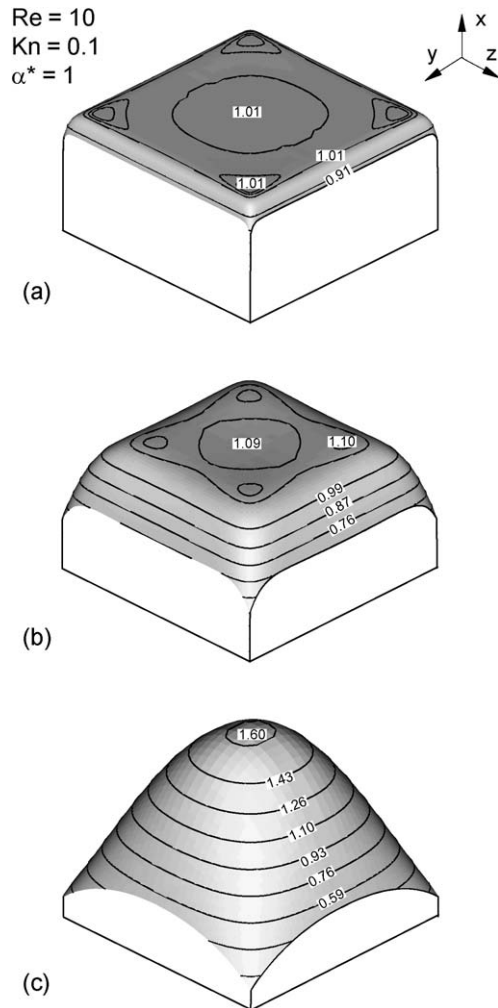 Re = 10
Kn = 0.1
α* = 1
x
y
z
1.01
1.01
1.01
0.91
(a)
1.09
1.10
0.99
0.87
0.76
(b)
1.60
1.43
1.26
1.10
0.93
0.76
0.59
(c)